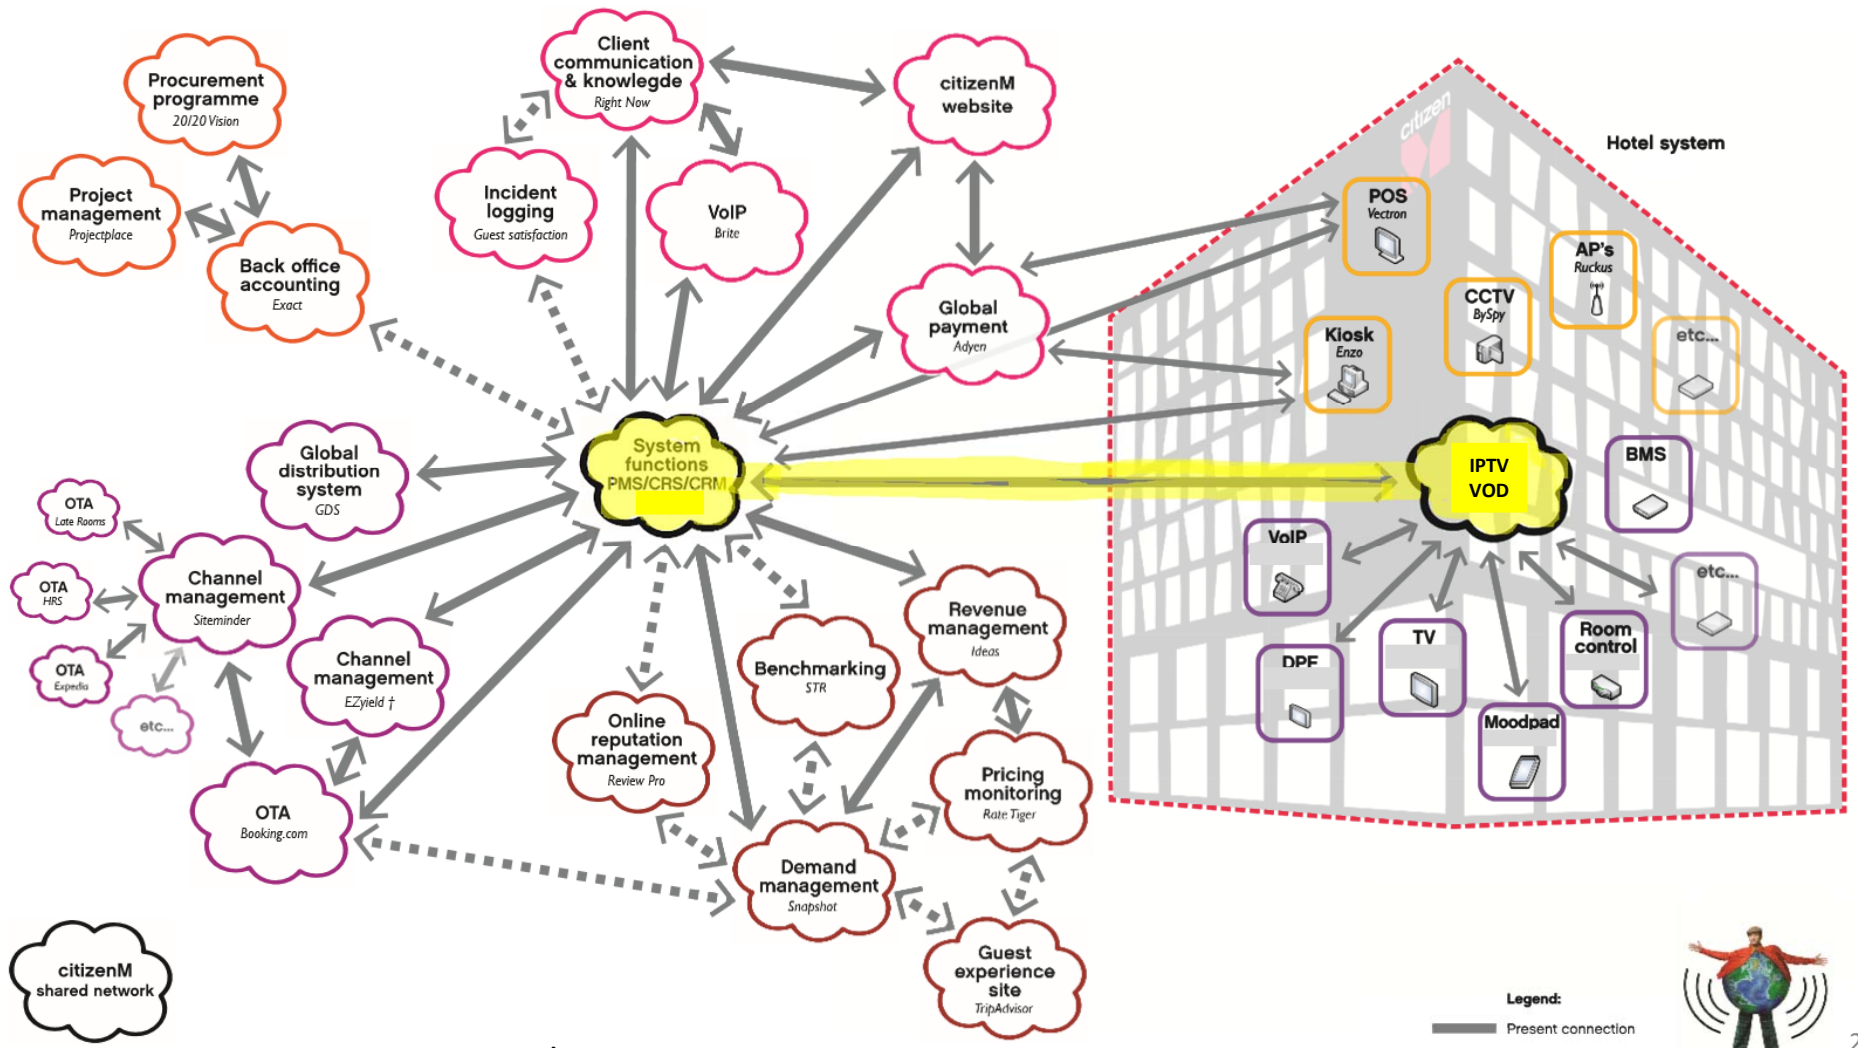 Client
communication
& knowlegde
Right Now
citizenM
website
Procurement
programme
20/20 Vision
Project
management
Projectplace
Back office
accounting
Exact
Incident
logging
Guest satisfaction
VoIP
Brite
Global
payment
Adyen
System
functions
PMS/CRS/CRM
Global
distribution
system
GDS
OTA
Late Rooms
OTA
HRS
OTA
Expedia
etc...
Channel
management
Siteminder
Channel
management
EZyield †
OTA
Booking.com
Online
reputation
management
Review Pro
Benchmarking
STR
Revenue
management
Ideas
Pricing
monitoring
Rate Tiger
Demand
management
Snapshot
Guest
experience
site
TripAdvisor
citizenM
shared network
Hotel system
citizen
POS
Vectron
AP's
Ruckus
CCTV
BySpy
Kiosk
Enzo
etc...
IPTV
VOD
BMS
VoIP
etc...
DPF
TV
Room
control
Moodpad
Legend:
Present connection
2